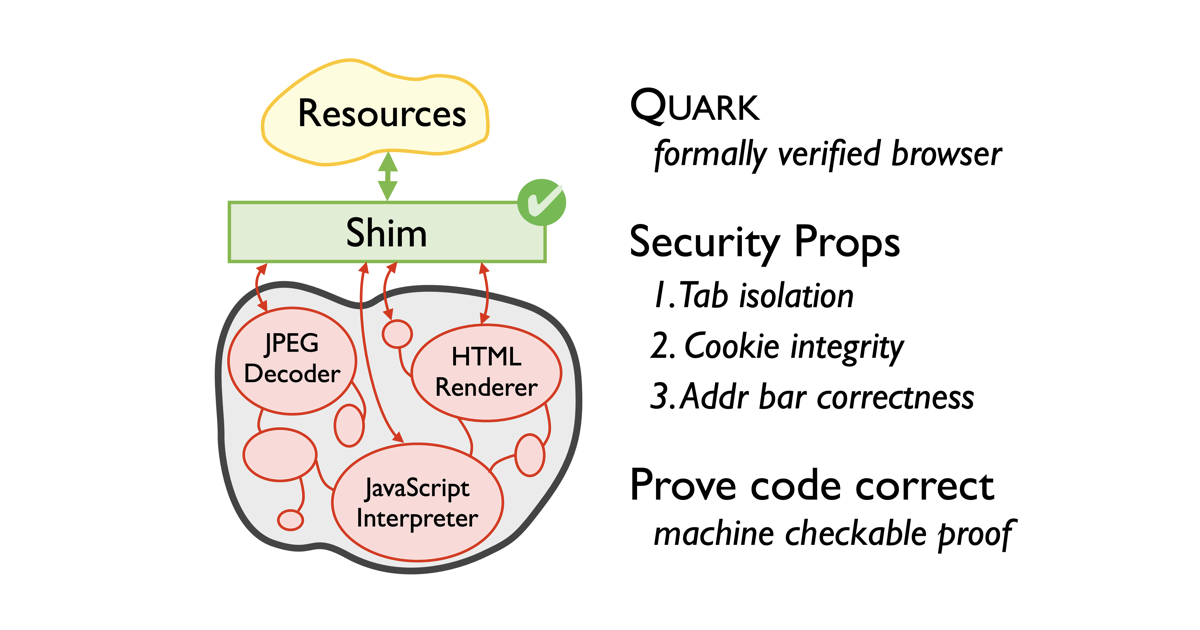 Resources
Shim
JPEG
Decoder
HTML
Renderer
JavaScript
Interpreter
QUARK
formally verified browser
Security Props
1. Tab isolation
2. Cookie integrity
3. Addr bar correctness
Prove code correct
machine checkable proof